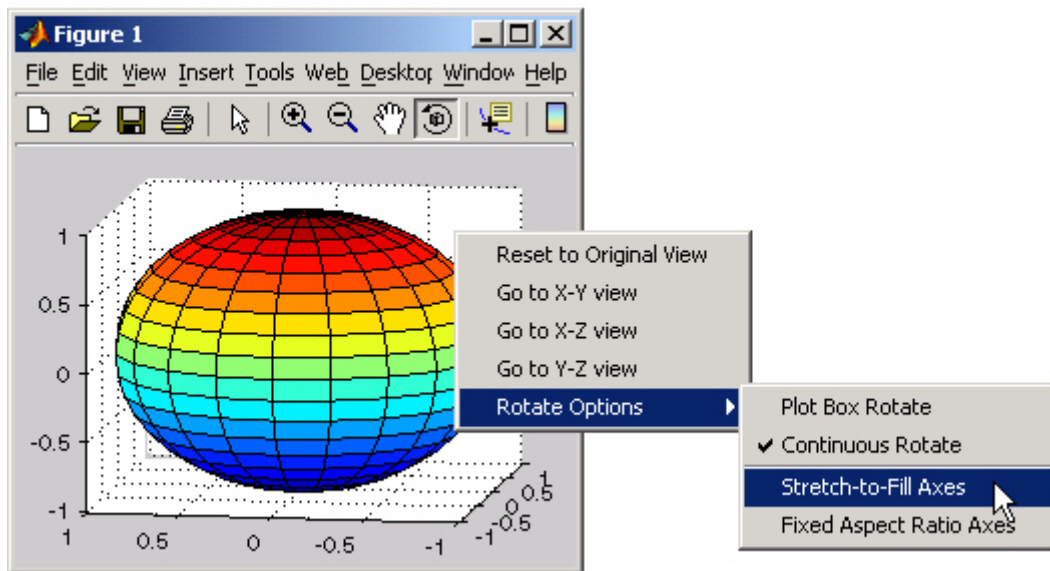 Figure 1
File Edit View Insert Tools Web Desktop Window Help
1
0.5
0
-0.5
-1
1 0.5 0 -0.5 -1
-1 -0.5 0 0.5 1
Reset to Original View
Go to X-Y view
Go to X-Z view
Go to Y-Z view
Rotate Options
Plot Box Rotate
Continuous Rotate
Stretch-to-Fill Axes
Fixed Aspect Ratio Axes